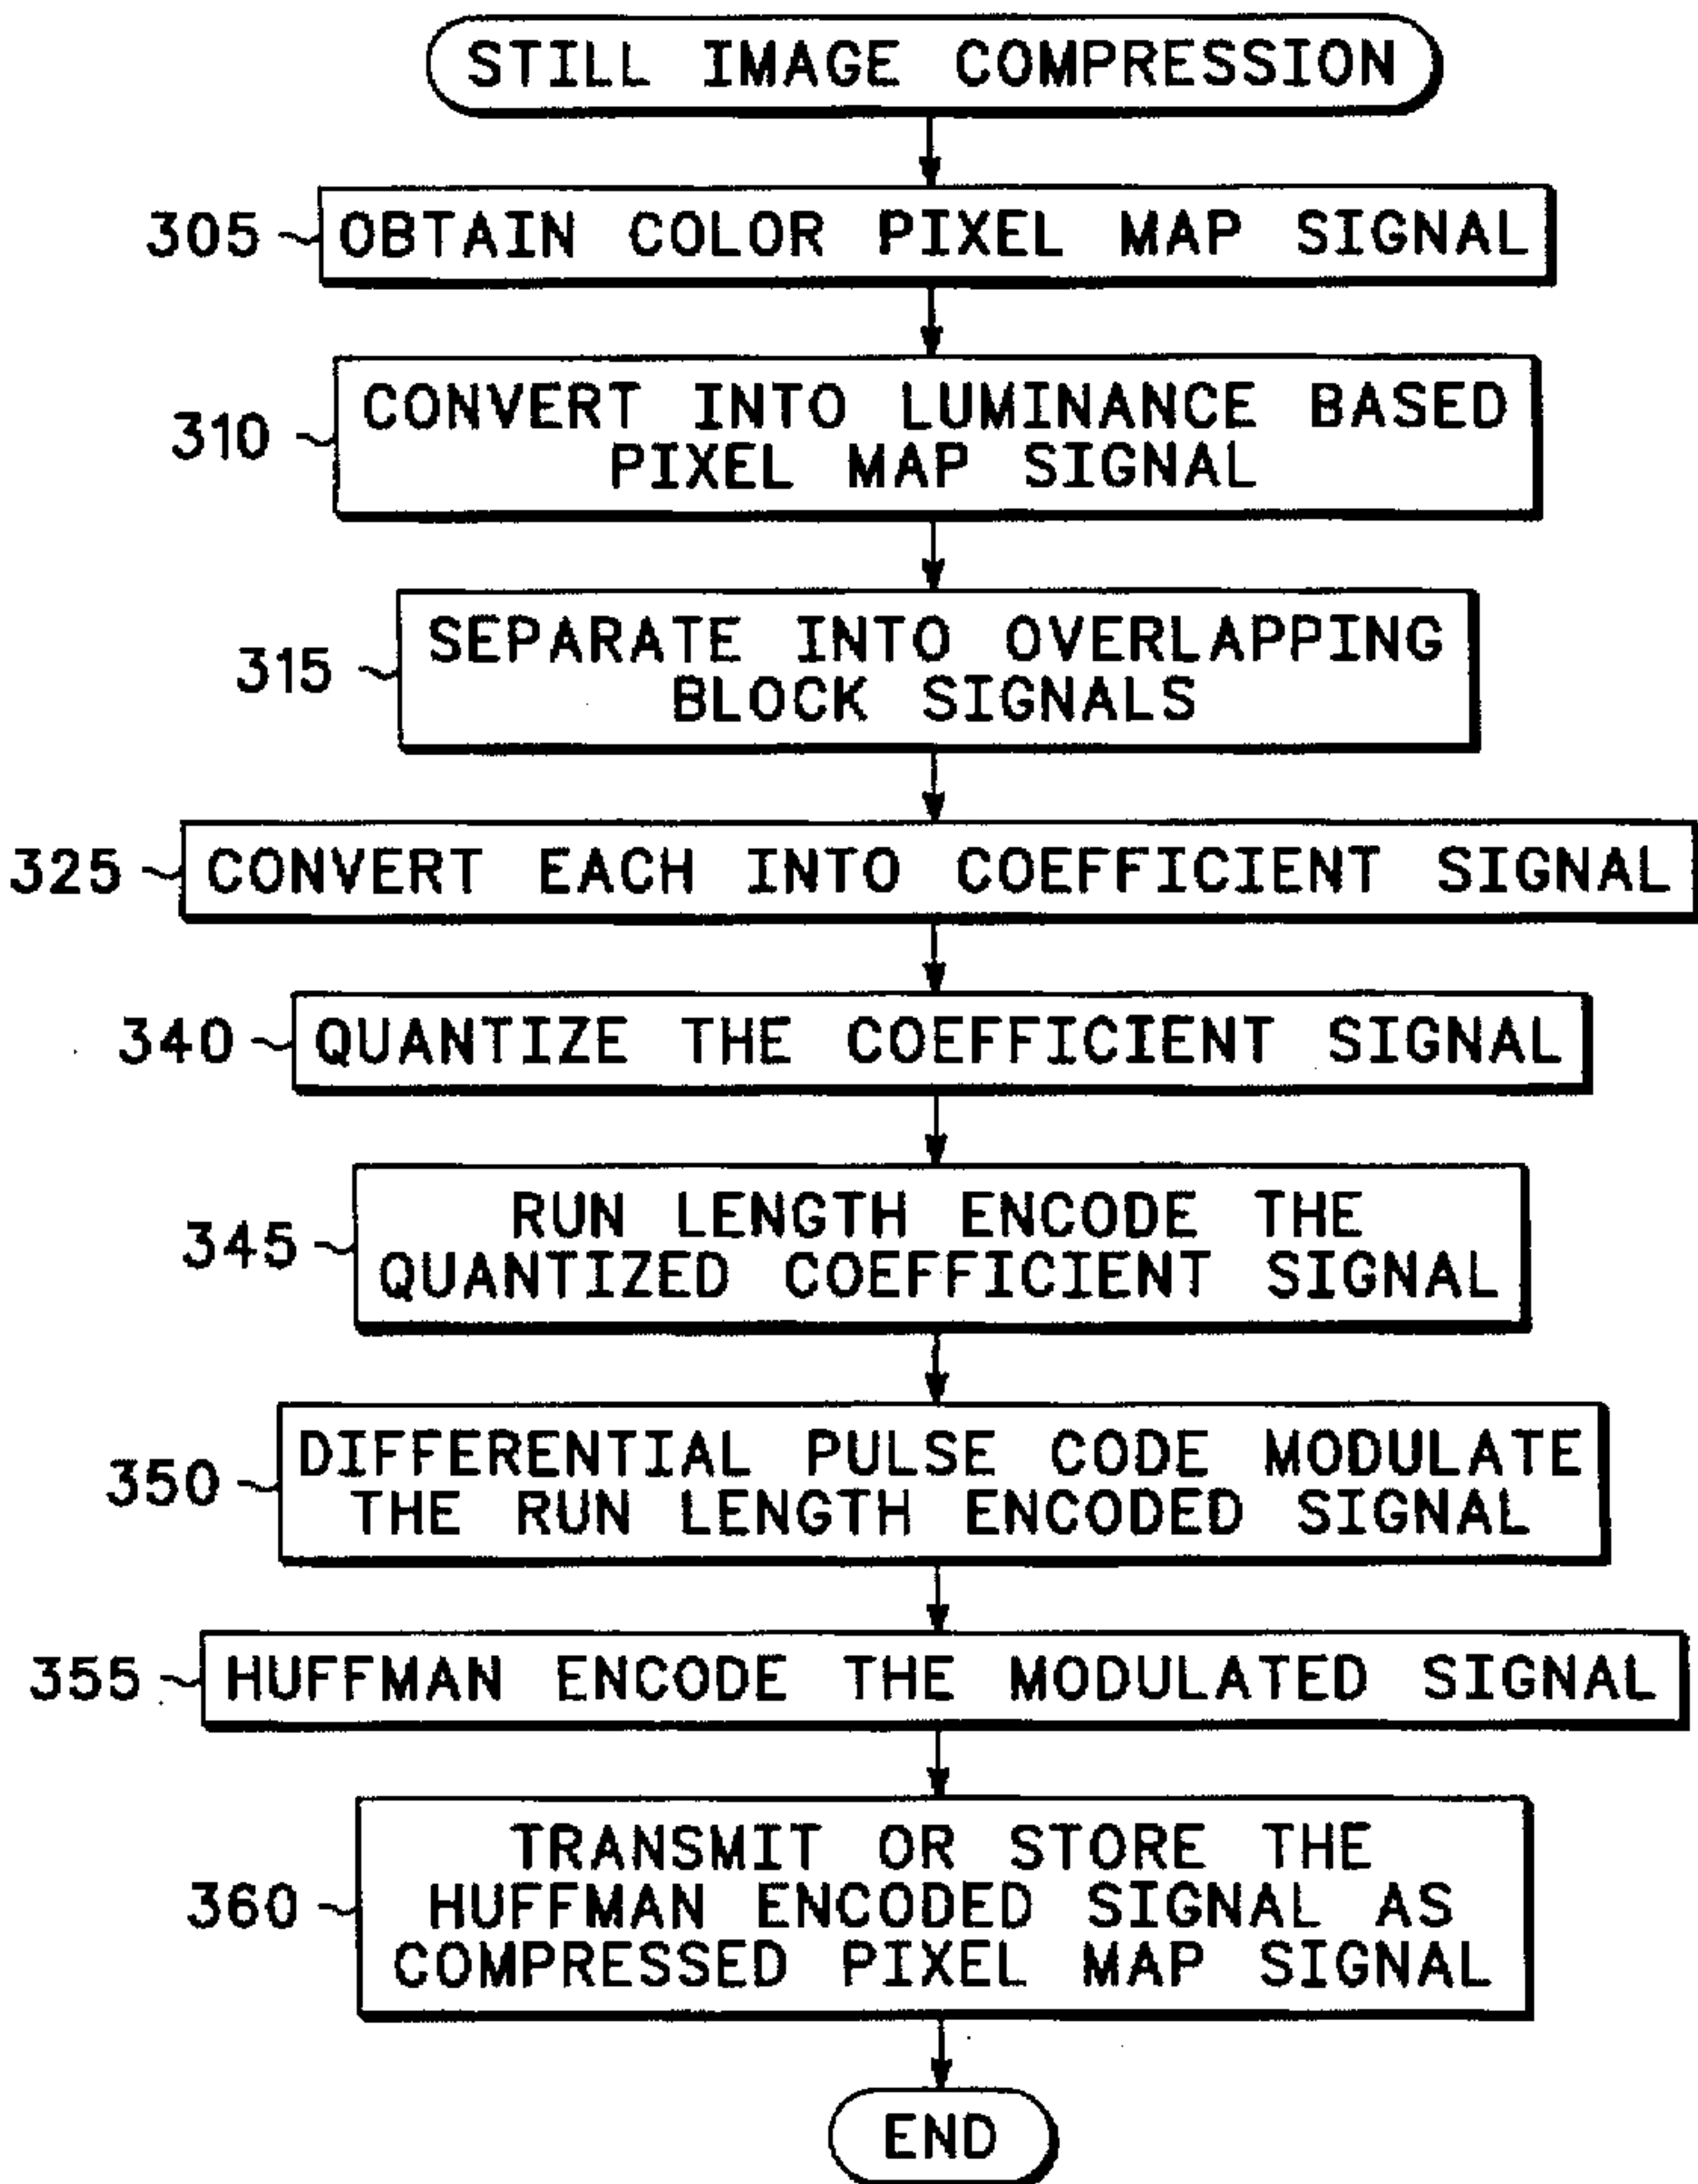 STILL IMAGE COMPRESSION
305 OBTAIN COLOR PIXEL MAP SIGNAL
310 CONVERT INTO LUMINANCE BASED
PIXEL MAP SIGNAL
315 SEPARATE INTO OVERLAPPING
BLOCK SIGNALS
325 CONVERT EACH INTO COEFFICIENT SIGNAL
340 QUANTIZE THE COEFFICIENT SIGNAL
345 RUN LENGTH ENCODE THE
QUANTIZED COEFFICIENT SIGNAL
350 DIFFERENTIAL PULSE CODE MODULATE
THE RUN LENGTH ENCODED SIGNAL
355 HUFFMAN ENCODE THE MODULATED SIGNAL
360 TRANSMIT OR STORE THE
HUFFMAN ENCODED SIGNAL AS
COMPRESSED PIXEL MAP SIGNAL
END